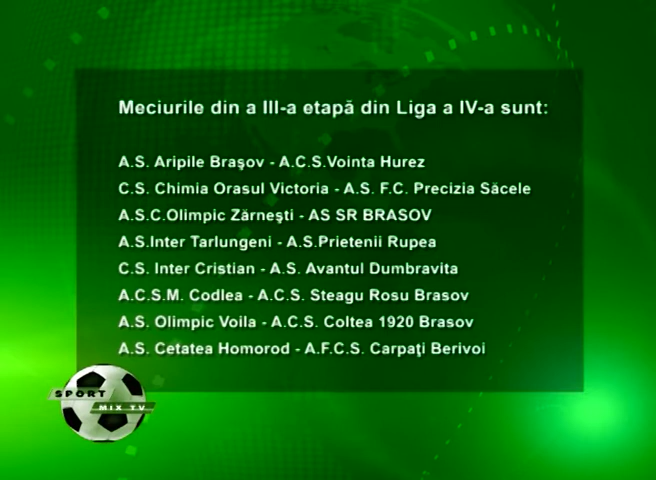 Meciurile din a III-a etapă din Liga a IV-a sunt:
A.S. Aripile Braşov - A.C.S.Vointa Hurez
C.S. Chimia Orasul Victoria - A.S. F.C. Precizia Săcele
A.S.C.Olimpic Zărneşti - AS SR BRASOV
A.S.Inter Tarlungeni - A.S.Prietenii Rupea
C.S. Inter Cristian - A.S. Avantul Dumbravita
A.C.S.M. Codlea - A.C.S. Steagu Rosu Brasov
A.S. Olimpic Voila - A.C.S. Coltea 1920 Brasov
A.S. Cetatea Homorod - A.F.C.S. Carpaţi Berivoi
SPORT
MIX TV